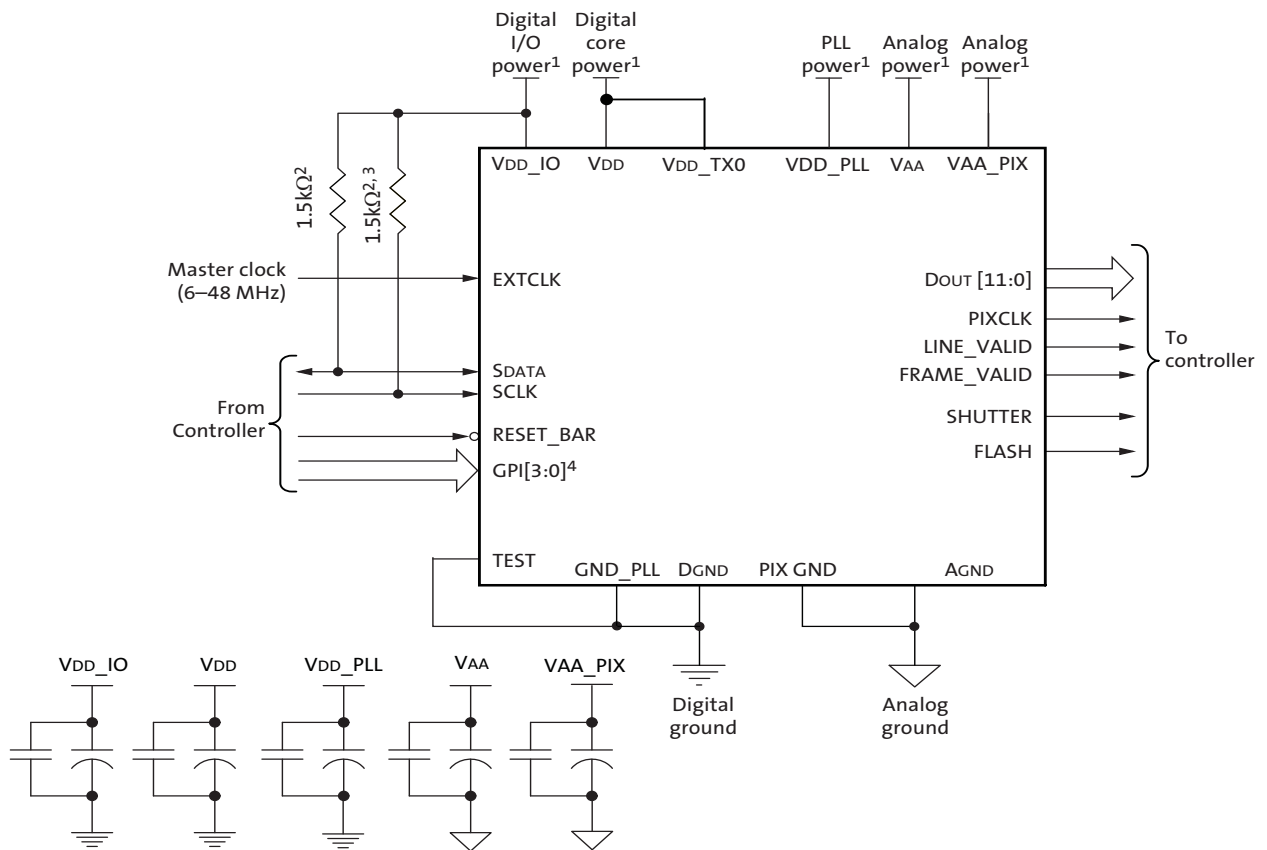 Digital
I/O
power1
Digital
core
power1
PLL
power1
Analog
power1
Analog
power1
VDD_IO
VDD
VDD_TX0
VDD_PLL
VAA
VAA_PIX
1.5kΩ2
1.5kΩ2, 3
Master clock
(6–48 MHz)
EXTCLK
DOUT [11:0]
PIXCLK
LINE_VALID
FRAME_VALID
SHUTTER
FLASH
To
controller
SDATA
SCLK
RESET_BAR
GPI[3:0]4
From
Controller
TEST
GND_PLL
DGND
PIX GND
AGND
Digital
ground
Analog
ground
VDD_IO
VDD
VDD_PLL
VAA
VAA_PIX